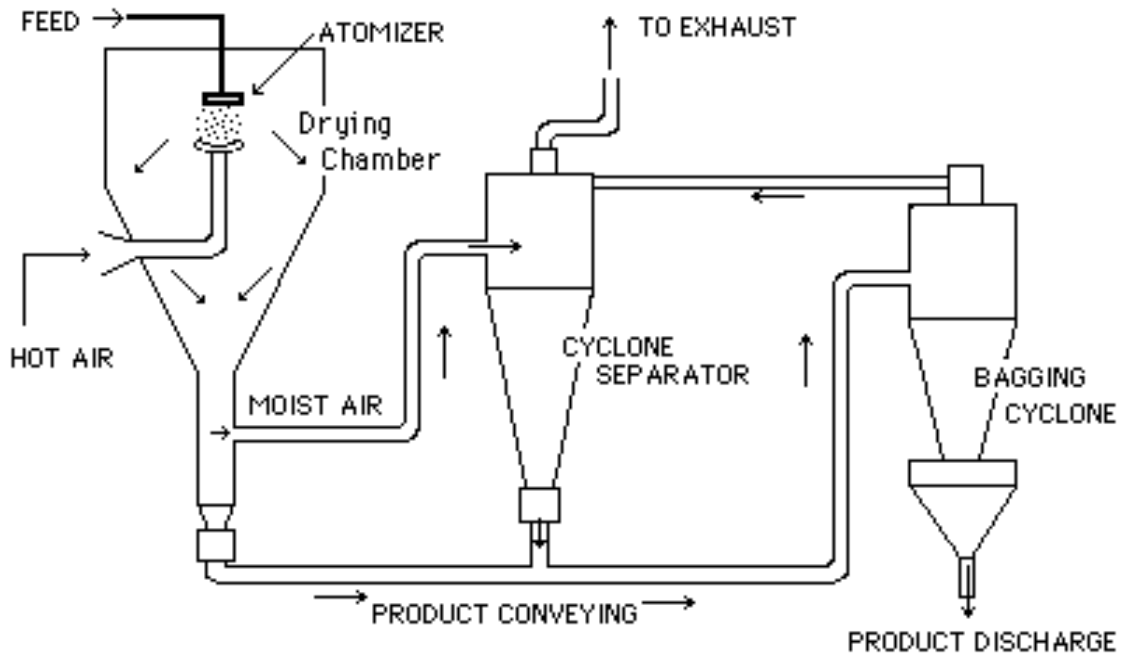 FEED
ATOMIZER
TO EXHAUST
Drying
Chamber
HOT AIR
MOIST AIR
CYCLONE
SEPARATOR
BAGGING
CYCLONE
PRODUCT CONVEYING
PRODUCT DISCHARGE